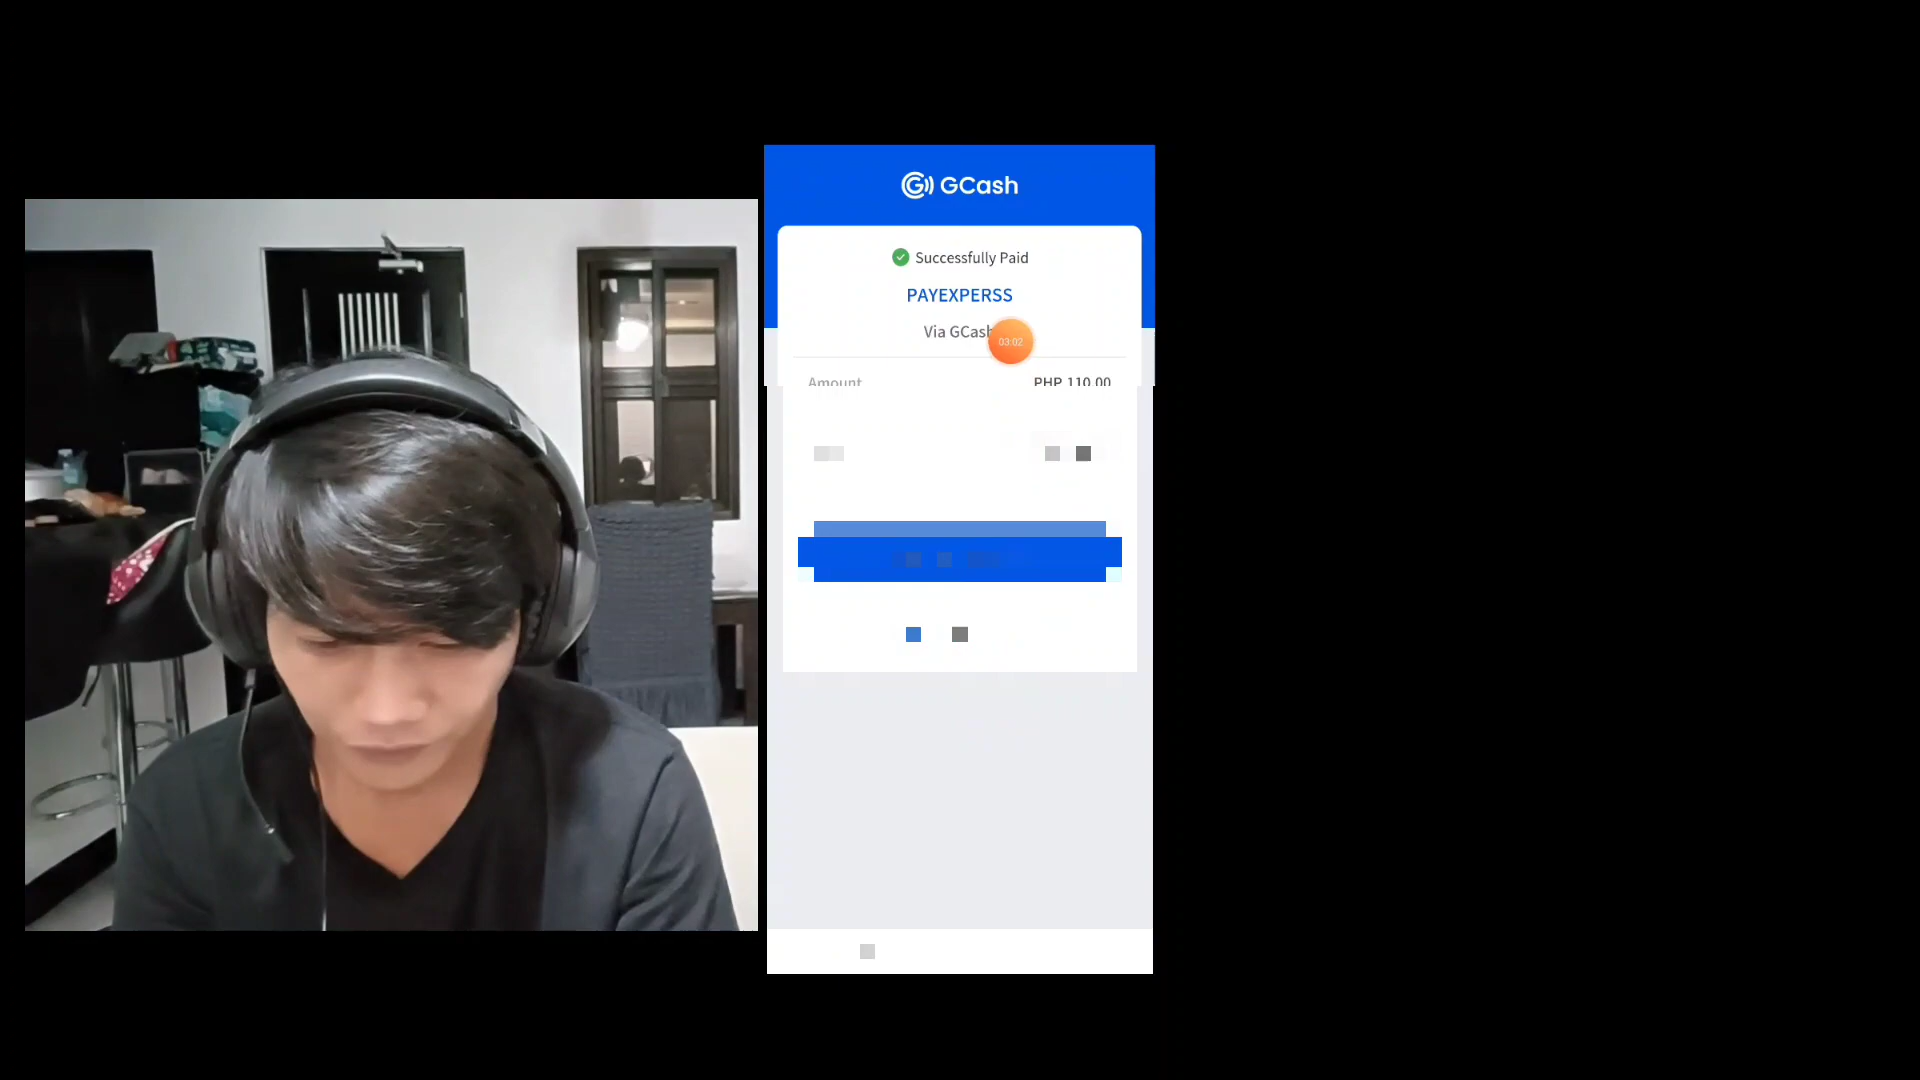 GCash
Successfully Paid
PAYEXPERSS
Via GCash
03:02
Amount PHP 110.00